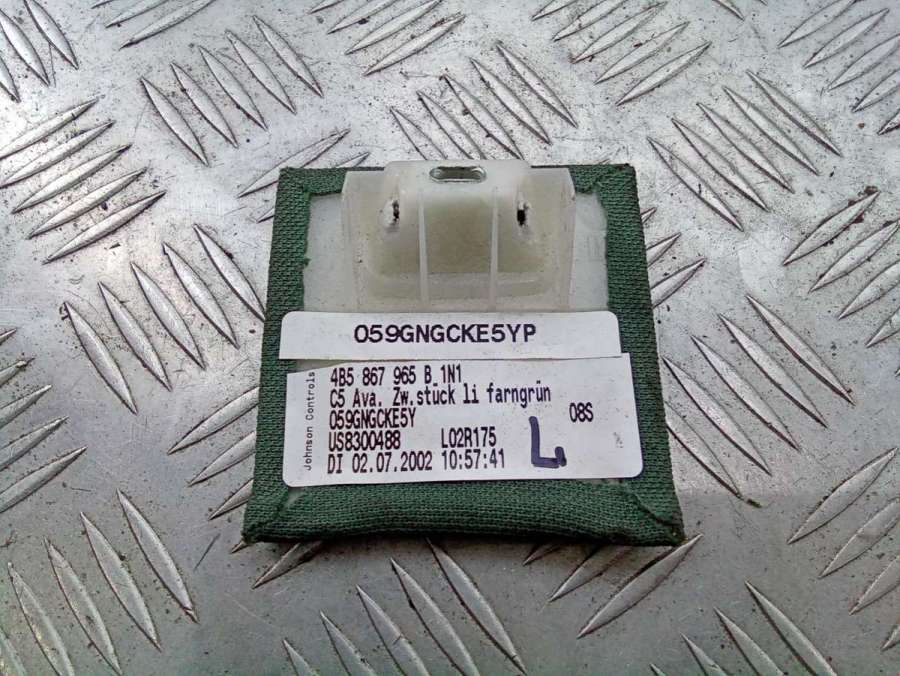 059GNGCKE5YP
Johnson Controls
4B5 867 965 B 1N1
C5 Ava. Zw.stück li farngrün
059GNGCKE5Y 08S
US8300488 L02R175 L
DI 02.07.2002 10:57:41